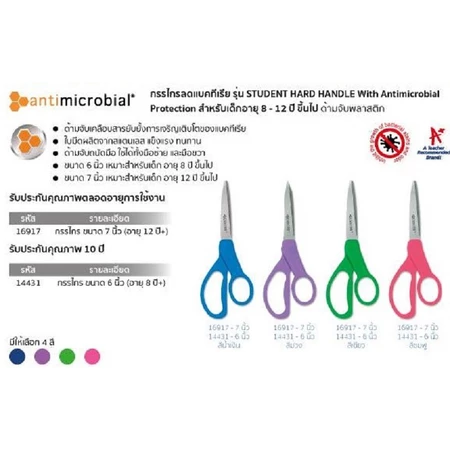 antimicrobial®
กรรไกรลดแบคทีเรีย รุ่น STUDENT HARD HANDLE With Antimicrobial
Protection สำหรับเด็กอายุ 8 - 12 ปี ขึ้นไป ด้ามจับพลาสติก
• ด้ามจับเคลือบสารยับยั้งการเจริญเติบโตของแบคทีเรีย
• ใบมีดผลิตจากสแตนเลส แข็งแรง ทนทาน
• ด้ามจับถนัดมือ ใช้ได้ทั้งมือซ้าย และมือขวา
• ขนาด 6 นิ้ว เหมาะสำหรับเด็ก อายุ 8 ปี ขึ้นไป
• ขนาด 7 นิ้ว เหมาะสำหรับเด็ก อายุ 12 ปี ขึ้นไป
A Teacher
Recommended
Brand!
รับประกันคุณภาพตลอดอายุการใช้งาน
รหัส รายละเอียด
16917 กรรไกร ขนาด 7 นิ้ว (อายุ 12 ปี+)
รับประกันคุณภาพ 10 ปี
รหัส รายละเอียด
14431 กรรไกร ขนาด 6 นิ้ว (อายุ 8 ปี+)
16917 - 7 นิ้ว 16917 - 7 นิ้ว 16917 - 7 นิ้ว 16917 - 7 นิ้ว
14431 - 6 นิ้ว 14431 - 6 นิ้ว 14431 - 6 นิ้ว 14431 - 6 นิ้ว
สีน้ำเงิน สีม่วง สีเขียว สีชมพู
มีให้เลือก 4 สี